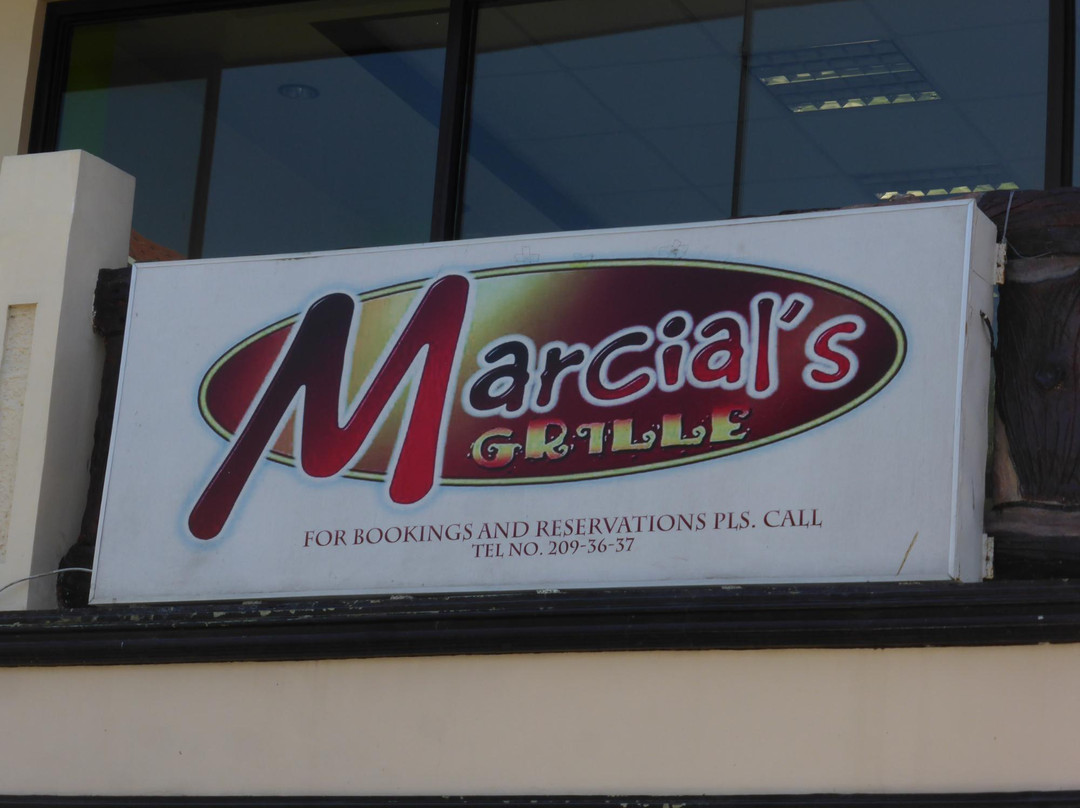 Marcial's
GRILLE
FOR BOOKINGS AND RESERVATIONS PLS. CALL
TEL NO. 209-36-37